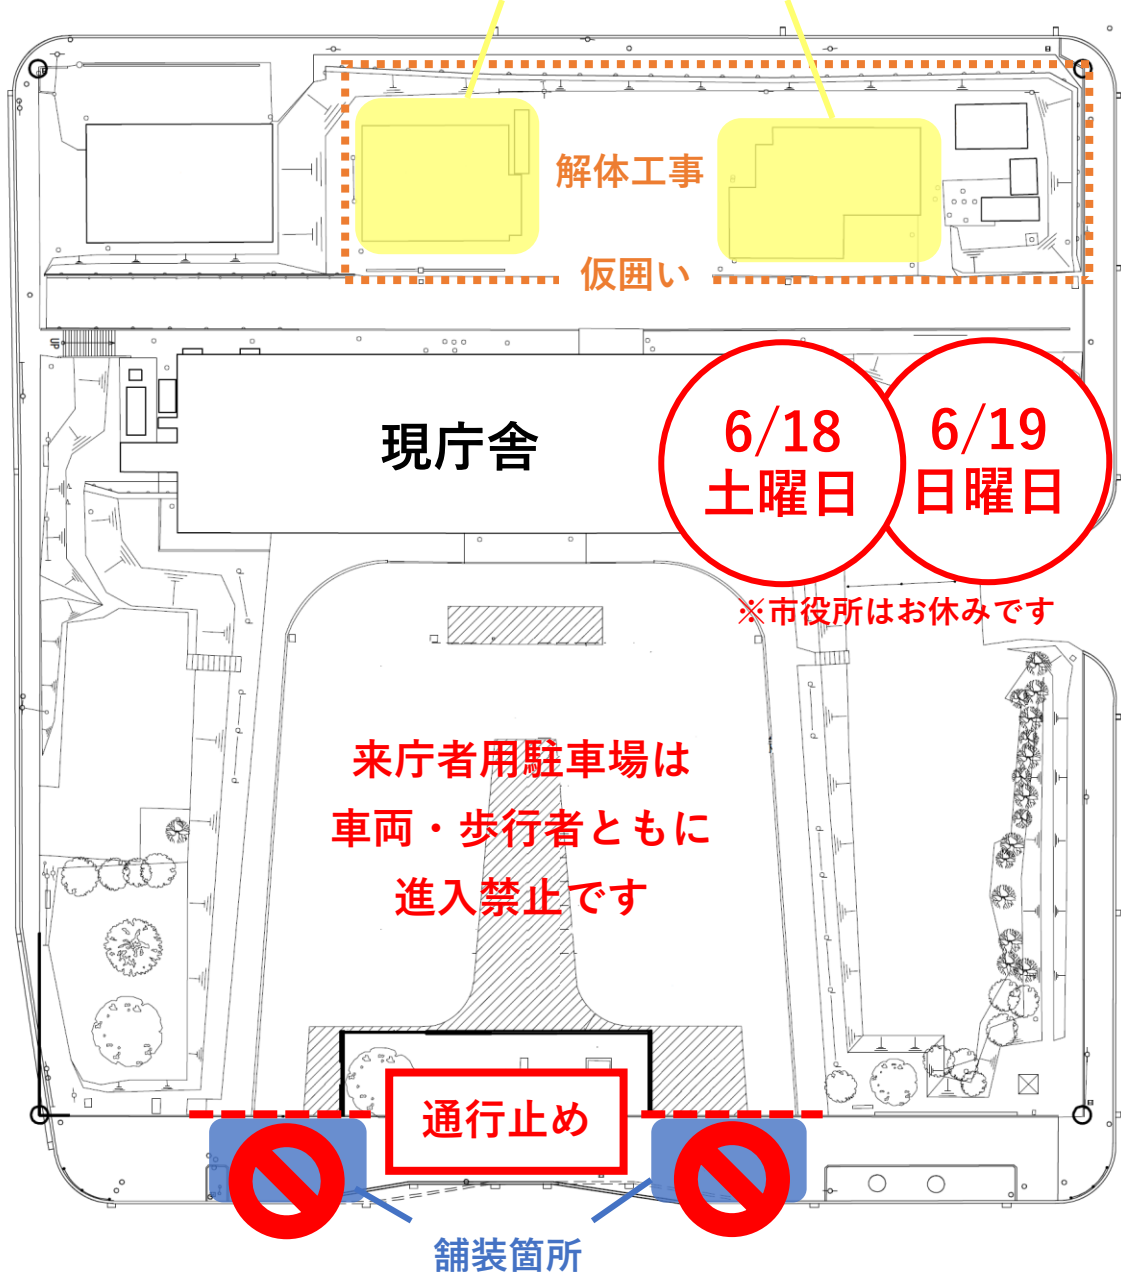 解体工事
仮囲い
UP
現庁舎
6/18
土曜日
6/19
日曜日
※市役所はお休みです
来庁者用駐車場は
車両・歩行者ともに
進入禁止です
通行止め
舗装箇所